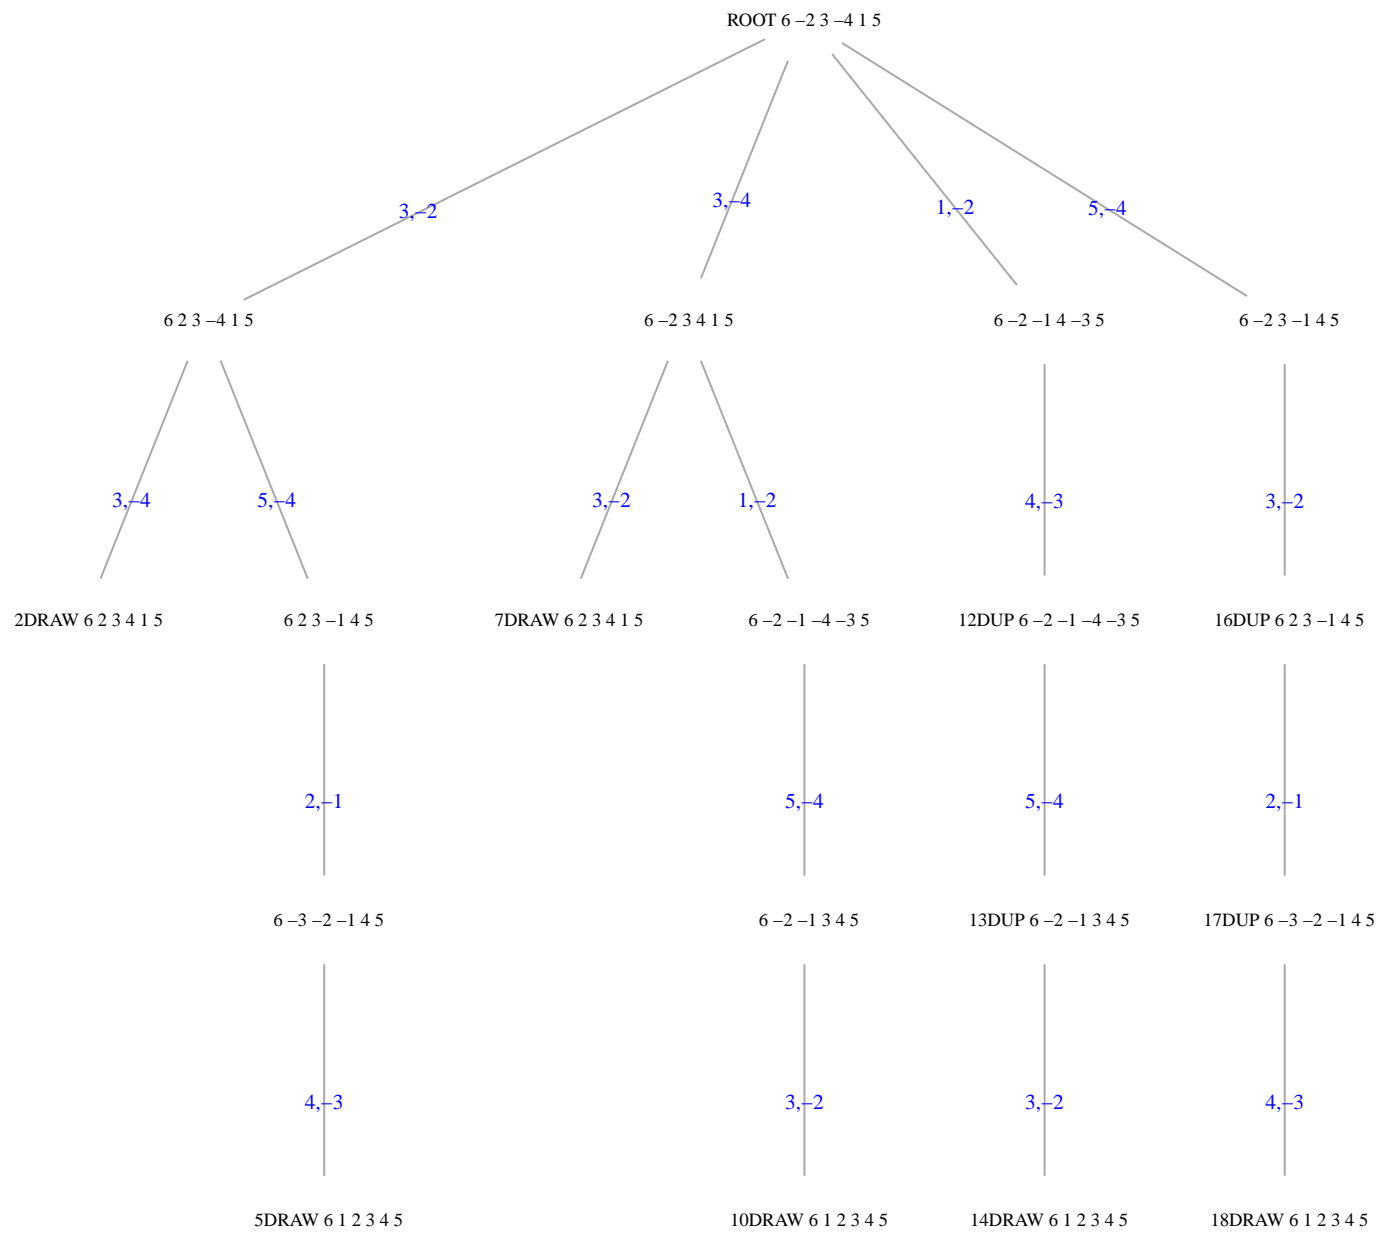 ROOT 6 –2 3 –4 1 5
3,–2
3,–4
1,–2
5,–4
6 2 3 –4 1 5
6 –2 3 4 1 5
6 –2 –1 4 –3 5
6 –2 3 –1 4 5
3,–4
5,–4
3,–2
1,–2
4,–3
3,–2
2DRAW 6 2 3 4 1 5
6 2 3 –1 4 5
7DRAW 6 2 3 4 1 5
6 –2 –1 –4 –3 5
12DUP 6 –2 –1 –4 –3 5
16DUP 6 2 3 –1 4 5
2,–1
5,–4
5,–4
2,–1
6 –3 –2 –1 4 5
6 –2 –1 3 4 5
13DUP 6 –2 –1 3 4 5
17DUP 6 –3 –2 –1 4 5
4,–3
3,–2
3,–2
4,–3
5DRAW 6 1 2 3 4 5
10DRAW 6 1 2 3 4 5
14DRAW 6 1 2 3 4 5
18DRAW 6 1 2 3 4 5